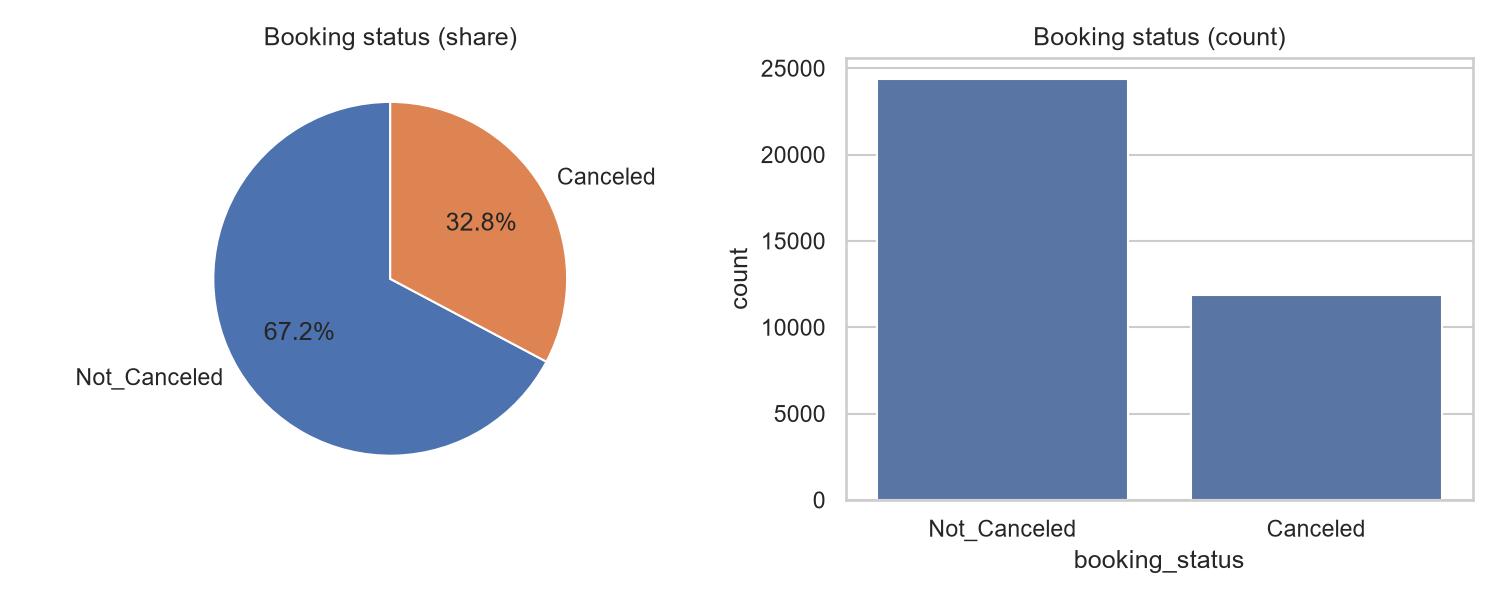 Booking status (share)
Canceled
32.8%
67.2%
Not_Canceled
Booking status (count)
25000
20000
15000
10000
5000
0
count
Not_Canceled
Canceled
booking_status